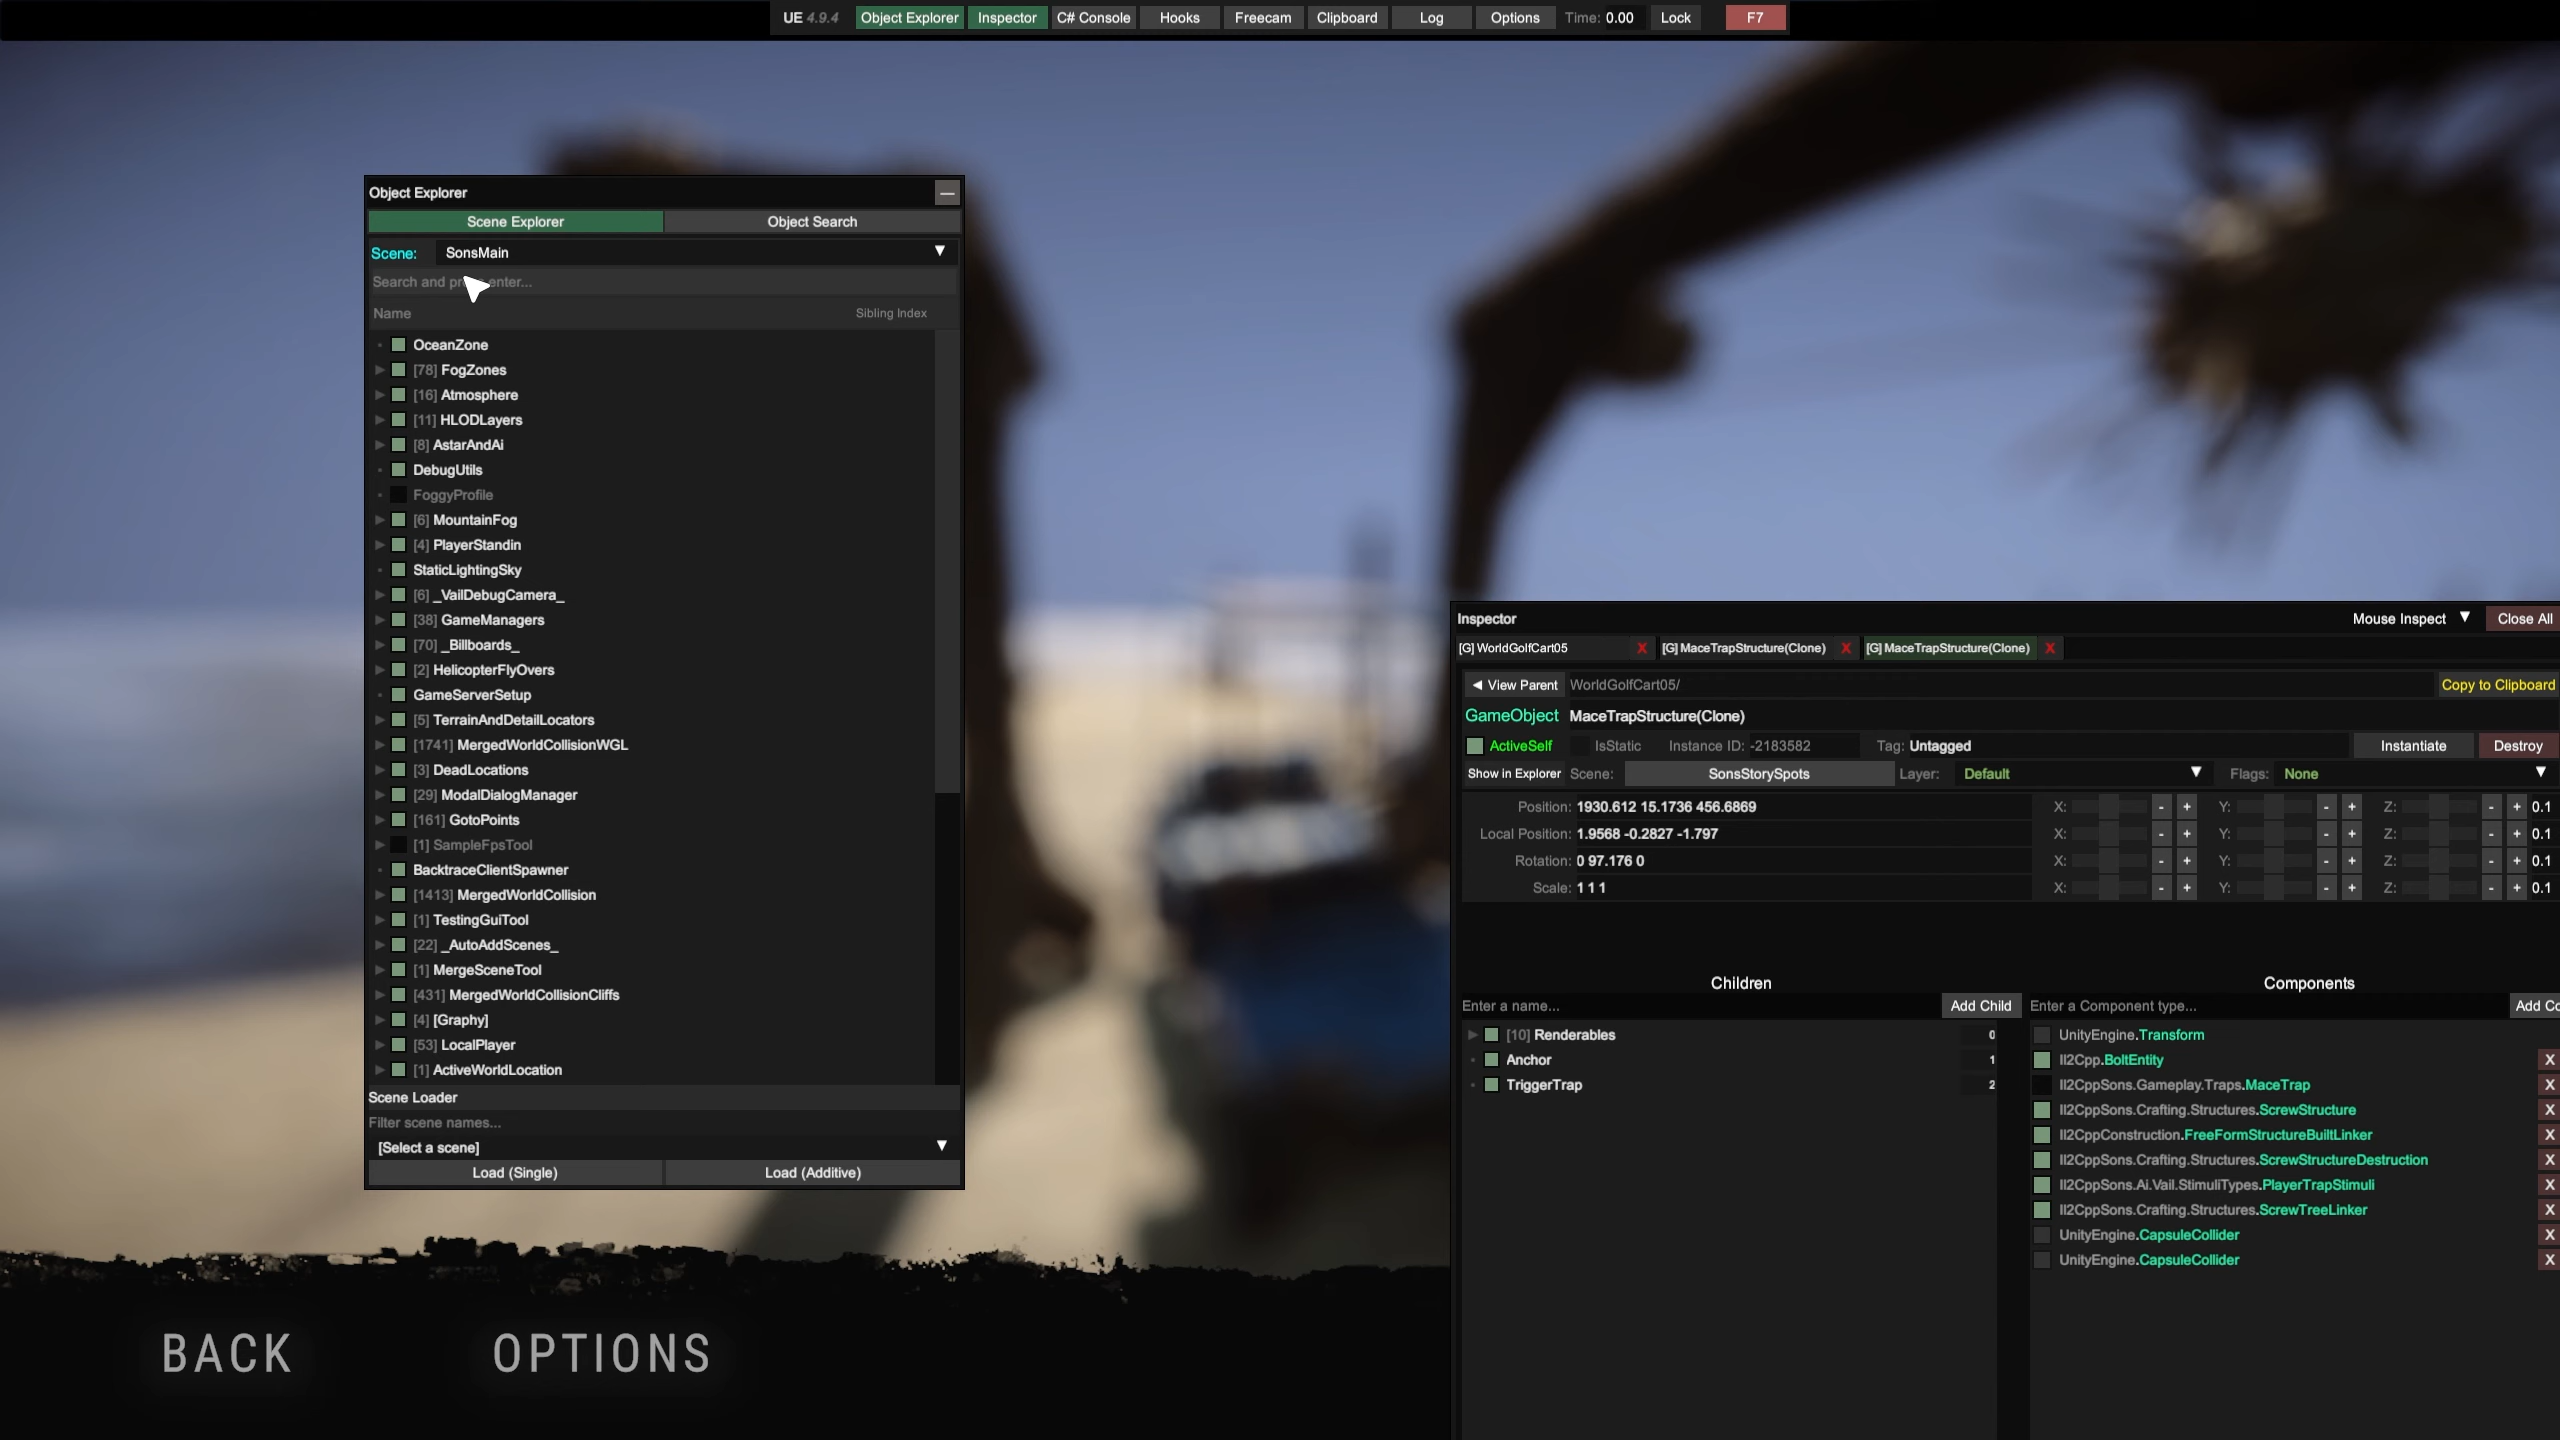 UE 4.9.4 Object Explorer Inspector C# Console Hooks Freecam Clipboard Log Options Time: 0.00 Lock F7
Object Explorer —
Scene Explorer Object Search
Scene: SonsMain ▼
Search and pr enter...
Name Sibling Index
OceanZone
[78] FogZones
[16] Atmosphere
[11] HLODLayers
[8] AstarAndAi
DebugUtils
FoggyProfile
[6] MountainFog
[4] PlayerStandin
StaticLightingSky
[6] _VailDebugCamera_
[38] GameManagers
[70] _Billboards_
[2] HelicopterFlyOvers
GameServerSetup
[5] TerrainAndDetailLocators
[1741] MergedWorldCollisionWGL
[3] DeadLocations
[29] ModalDialogManager
[161] GotoPoints
[1] SampleFpsTool
BacktraceClientSpawner
[1413] MergedWorldCollision
[1] TestingGuiTool
[22] _AutoAddScenes_
[1] MergeSceneTool
[431] MergedWorldCollisionCliffs
[4] [Graphy]
[53] LocalPlayer
[1] ActiveWorldLocation
Scene Loader
Filter scene names...
[Select a scene] ▼
Load (Single) Load (Additive)
Inspector Mouse Inspect ▼ Close All
[G] WorldGolfCart05 X [G] MaceTrapStructure(Clone) X [G] MaceTrapStructure(Clone) X
◄ View Parent WorldGolfCart05/ Copy to Clipboard
GameObject MaceTrapStructure(Clone)
ActiveSelf IsStatic Instance ID: -2183582 Tag: Untagged Instantiate Destroy
Show in Explorer Scene: SonsStorySpots Layer: Default ▼ Flags: None ▼
Position: 1930.612 15.1736 456.6869 X: - + Y: - + Z: - + 0.1
Local Position: 1.9568 -0.2827 -1.797 X: - + Y: - + Z: - + 0.1
Rotation: 0 97.176 0 X: - + Y: - + Z: - + 0.1
Scale: 1 1 1 X: - + Y: - + Z: - + 0.1
Children
Enter a name... Add Child
[10] Renderables 0
Anchor 1
TriggerTrap 2
Components
Enter a Component type... Add Co
UnityEngine.Transform
Il2Cpp.BoltEntity X
Il2CppSons.Gameplay.Traps.MaceTrap X
Il2CppSons.Crafting.Structures.ScrewStructure X
Il2CppConstruction.FreeFormStructureBuiltLinker X
Il2CppSons.Crafting.Structures.ScrewStructureDestruction X
Il2CppSons.Ai.Vail.StimuliTypes.PlayerTrapStimuli X
Il2CppSons.Crafting.Structures.ScrewTreeLinker X
UnityEngine.CapsuleCollider X
UnityEngine.CapsuleCollider X
BACK OPTIONS